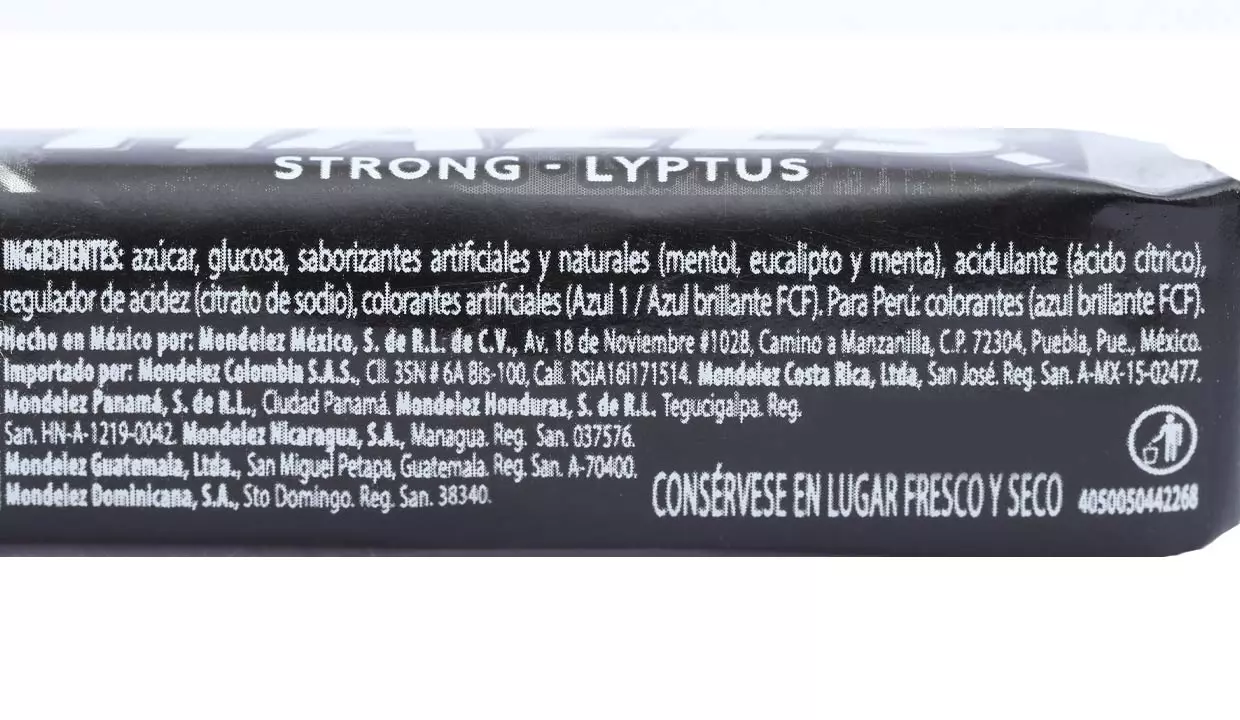 HALLS
STRONG - LYPTUS
INGREDIENTES: azúcar, glucosa, saborizantes artificiales y naturales (mentol, eucalipto y menta), acidulante (ácido cítrico),
regulador de acidez (citrato de sodio), colorantes artificiales (Azul 1 / Azul brillante FCF). Para Perú: colorantes (azul brillante FCF).
Hecho en México por: Mondelez México, S. de R.L. de C.V., Av. 18 de Noviembre #1028, Camino a Manzanilla, C.P. 72304, Puebla, Pue., México.
Importado por: Mondelez Colombia S.A.S., Cll. 35N # 6A Bis-100, Cali. RSiA16I171514. Mondelez Costa Rica, Ltda, San José. Reg. San. A-MX-15-02477.
Mondelez Panamá, S. de R.L., Ciudad Panamá. Mondelez Honduras, S. de R.L. Tegucigalpa. Reg.
San. HN-A-1219-0042. Mondelez Nicaragua, S.A., Managua. Reg. San. 037576.
Mondelez Guatemala, Ltda., San Miguel Petapa, Guatemala. Reg. San. A-70400.
Mondelez Dominicana, S.A., Sto Domingo. Reg. San. 38340.
CONSÉRVESE EN LUGAR FRESCO Y SECO
4050050442268